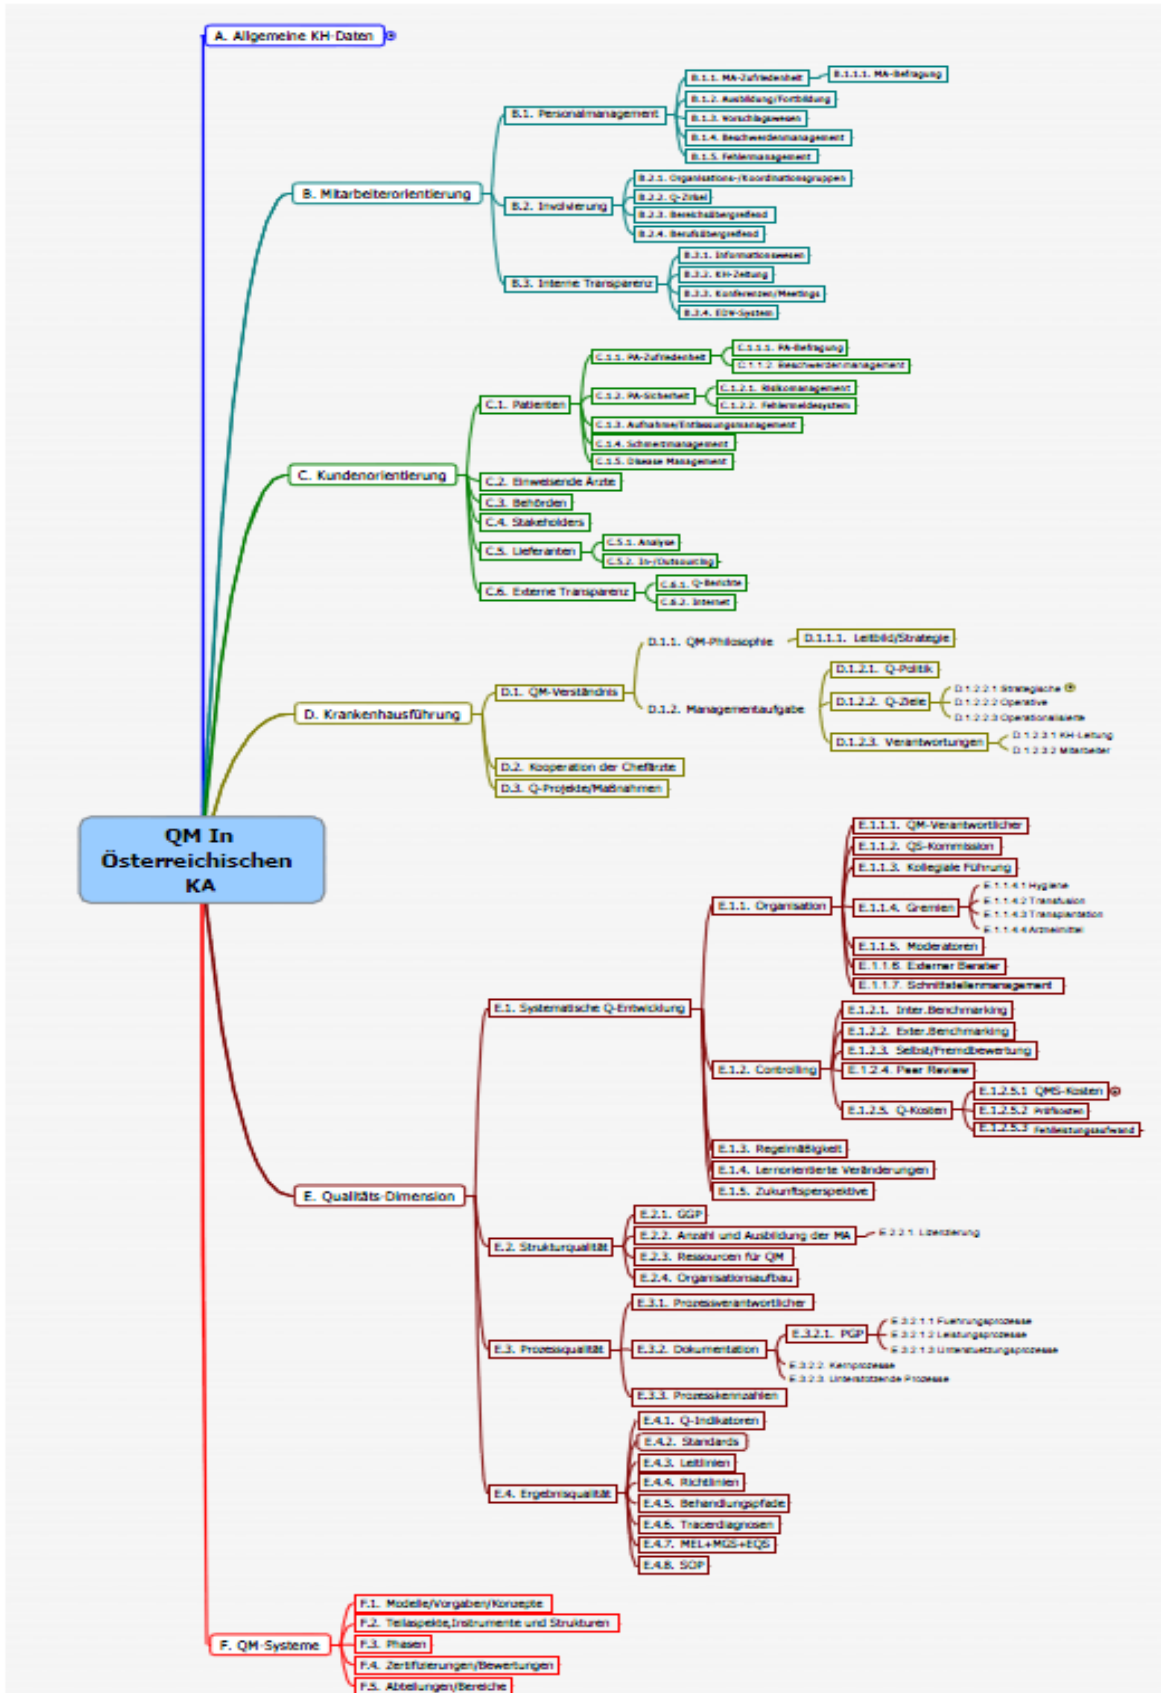 A. Allgemeine KH-Daten
B. Mitarbeiterorientierung
B.1. Personalmanagement
B.1.1. MA-Zufriedenheit
B.1.1.1. MA-Befragung
B.1.2. Ausbildung/Fortbildung
B.1.3. Vorschlagswesen
B.1.4. Beschwerdenmanagement
B.1.5. Fehlermanagement
B.2. Involvierung
B.2.1. Organisations-/Koordinationsgruppen
B.2.2. Q-Zirkel
B.2.3. Bereichsübergreifend
B.2.4. Berufsübergreifend
B.3. Interne Transparenz
B.3.1. Informationswesen
B.3.2. KH-Zeitung
B.3.3. Konferenzen/Meetings
B.3.4. EDV-System
C. Kundenorientierung
C.1. Patienten
C.1.1. PA-Zufriedenheit
C.1.1.1. PA-Befragung
C.1.1.2. Beschwerdenmanagement
C.1.2. PA-Sicherheit
C.1.2.1. Risikomanagement
C.1.2.2. Fehlermeldesystem
C.1.3. Aufnahme/Entlassungsmanagement
C.1.4. Schmerzmanagement
C.1.5. Disease Management
C.2. Einweisende Ärzte
C.3. Behörden
C.4. Stakeholders
C.5. Lieferanten
C.5.1. Analyse
C.5.2. In-/Outsourcing
C.6. Externe Transparenz
C.6.1. Q-Berichte
C.6.2. Internet
D. Krankenhausführung
D.1. QM-Verständnis
D.1.1. QM-Philosophie
D.1.1.1. Leitbild/Strategie
D.1.2. Managementaufgabe
D.1.2.1. Q-Politik
D.1.2.2. Q-Ziele
D.1.2.2.1 Strategische
D.1.2.2.2 Operative
D.1.2.2.3 Operationalisierte
D.1.2.3. Verantwortungen
D.1.2.3.1 KH-Leitung
D.1.2.3.2 Mitarbeiter
D.2. Kooperation der Chefärzte
D.3. Q-Projekte/Maßnahmen
QM In
Österreichischen
KA
E. Qualitäts-Dimension
E.1. Systematische Q-Entwicklung
E.1.1. Organisation
E.1.1.1. QM-Verantwortlicher
E.1.1.2. QS-Kommission
E.1.1.3. Kollegiale Führung
E.1.1.4. Gremien
E.1.1.4.1 Hygiene
E.1.1.4.2 Transfusion
E.1.1.4.3 Transplantation
E.1.1.4.4 Arzneimittel
E.1.1.5. Moderatoren
E.1.1.6. Externer Berater
E.1.1.7. Schnittstellenmanagement
E.1.2. Controlling
E.1.2.1. Inter.Benchmarking
E.1.2.2. Exter.Benchmarking
E.1.2.3. Selbst/Fremdbewertung
E.1.2.4. Peer Review
E.1.2.5. Q-Kosten
E.1.2.5.1 QMS-Kosten
E.1.2.5.2 Prüfkosten
E.1.2.5.3 Fehlleistungsaufwand
E.1.3. Regelmäßigkeit
E.1.4. Lernorientierte Veränderungen
E.1.5. Zukunftsperspektive
E.2. Strukturqualität
E.2.1. GGP
E.2.2. Anzahl und Ausbildung der MA
E.2.2.1. Lizenzierung
E.2.3. Ressourcen für QM
E.2.4. Organisationsaufbau
E.3. Prozessqualität
E.3.1. Prozessverantwortlicher
E.3.2. Dokumentation
E.3.2.1. PGP
E.3.2.1.1 Fuehrungsprozesse
E.3.2.1.2 Leistungsprozesse
E.3.2.1.3 Unterstuetzungsprozesse
E.3.2.2. Kernprozesse
E.3.2.3. Unterstützende Prozesse
E.3.3. Prozesskennzahlen
E.4. Ergebnisqualität
E.4.1. Q-Indikatoren
E.4.2. Standards
E.4.3. Leitlinien
E.4.4. Richtlinien
E.4.5. Behandlungspfade
E.4.6. Tracerdiagnosen
E.4.7. MEL+MGS+EQS
E.4.8. SOP
F. QM-Systeme
F.1. Modelle/Vorgaben/Konzepte
F.2. Teilaspekte,Instrumente und Strukturen
F.3. Phasen
F.4. Zertifizierungen/Bewertungen
F.5. Abteilungen/Bereiche